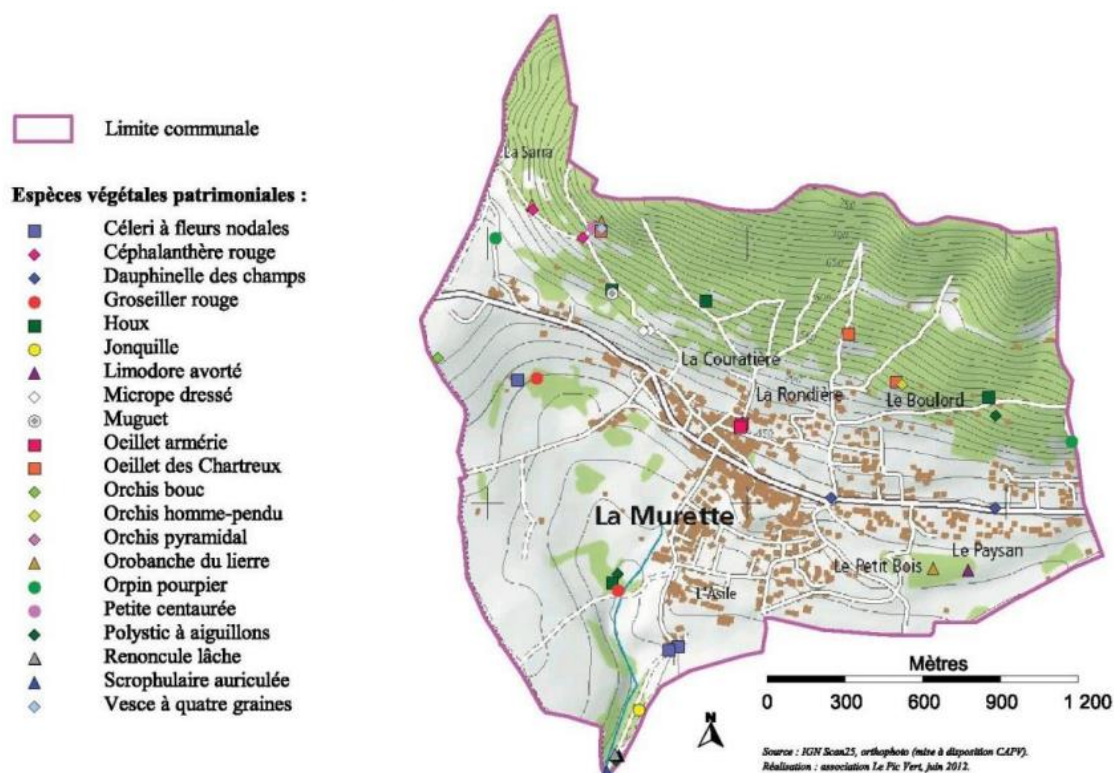 Limite communale
Espèces végétales patrimoniales :
Céleri à fleurs nodales
Céphalanthère rouge
Dauphinelle des champs
Groseiller rouge
Houx
Jonquille
Limodore avorté
Micrope dressé
Muguet
Oeillet armérie
Oeillet des Chartreux
Orchis bouc
Orchis homme-pendu
Orchis pyramidal
Orobanche du lierre
Orpin pourpier
Petite centaurée
Polystic à aiguillons
Renoncule lâche
Scrophulaire auriculée
Vesce à quatre graines
La Sarra
La Couratière
La Rondière
Le Boulord
La Murette
Le Paysan
Le Petit Bois
L'Asile
Mètres
0 300 600 900 1 200
N
Source : IGN Scan25, orthophoto (mise à disposition CAPV).
Réalisation : association Le Pic Vert, juin 2012.